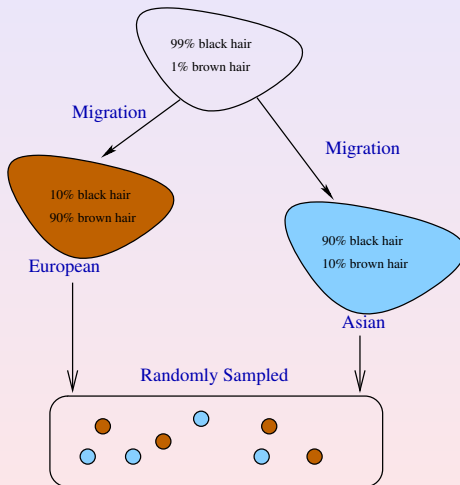 99% black hair
1% brown hair
Migration
Migration
10% black hair
90% brown hair
European
90% black hair
10% brown hair
Asian
Randomly Sampled